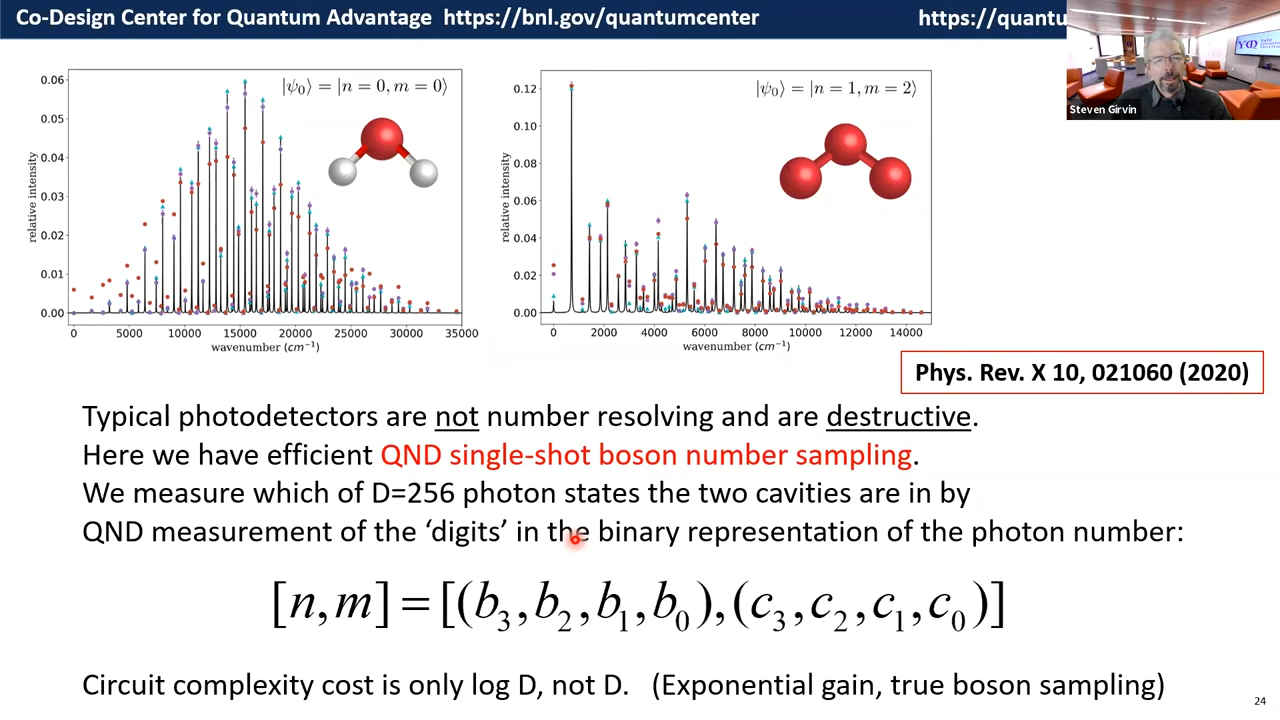 Co-Design Center for Quantum Advantage https://bnl.gov/quantumcenter
https://quantu
Steven Girvin
|ψ₀⟩ = |n = 0, m = 0⟩
relative intensity
0.06
0.05
0.04
0.03
0.02
0.01
0.00
0 5000 10000 15000 20000 25000 30000 35000
wavenumber (cm⁻¹)
|ψ₀⟩ = |n = 1, m = 2⟩
relative intensity
0.12
0.10
0.08
0.06
0.04
0.02
0.00
0 2000 4000 6000 8000 10000 12000 14000
wavenumber (cm⁻¹)
Phys. Rev. X 10, 021060 (2020)
Typical photodetectors are not number resolving and are destructive.
Here we have efficient QND single-shot boson number sampling.
We measure which of D=256 photon states the two cavities are in by
QND measurement of the ‘digits’ in the binary representation of the photon number:
[n,m] = [(b₃,b₂,b₁,b₀),(c₃,c₂,c₁,c₀)]
Circuit complexity cost is only log D, not D. (Exponential gain, true boson sampling)
24